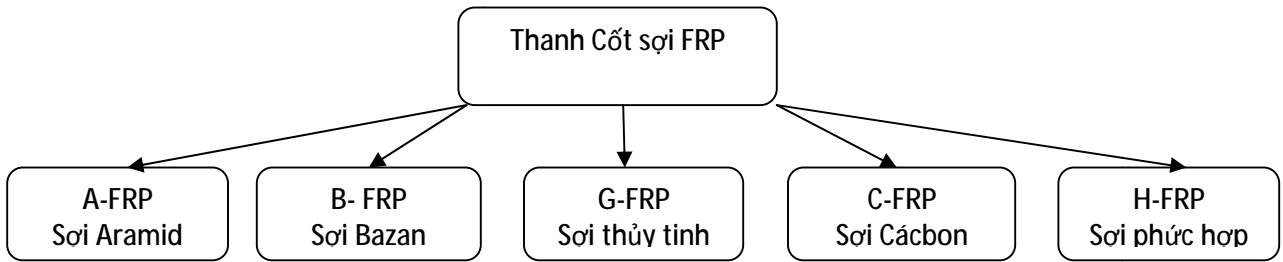 Thanh Cốt sợi FRP
A-FRP
Sợi Aramid
B- FRP
Sợi Bazan
G-FRP
Sợi thủy tinh
C-FRP
Sợi Cácbon
H-FRP
Sợi phức hợp